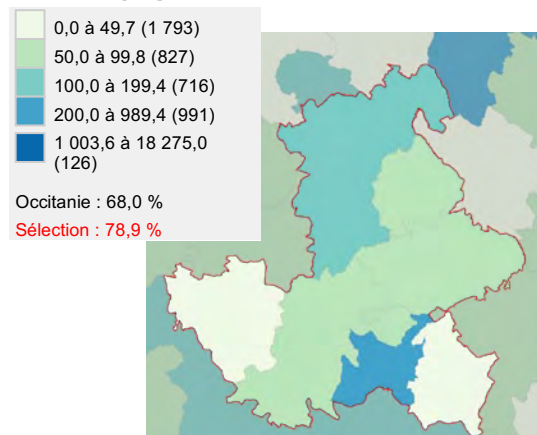 0,0 à 49,7 (1 793)
50,0 à 99,8 (827)
100,0 à 199,4 (716)
200,0 à 989,4 (991)
1 003,6 à 18 275,0
(126)
Occitanie : 68,0 %
Sélection : 78,9 %